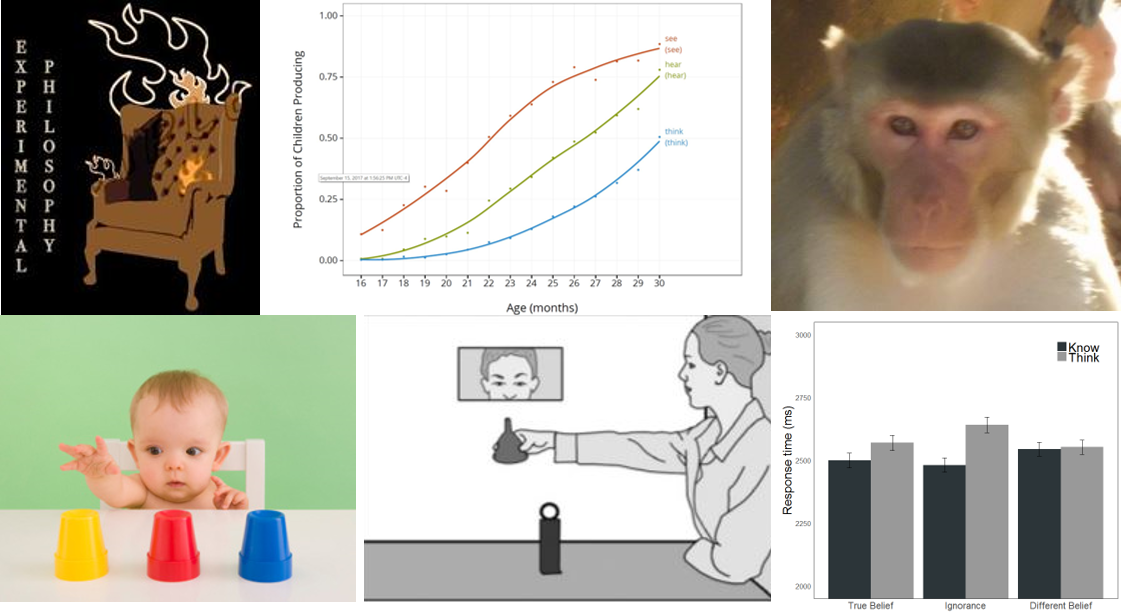 EXPERIMENTAL
PHILOSOPHY
1.00
0.75
0.50
0.25
0.00
Proportion of Children Producing
see
(see)
hear
(hear)
think
(think)
September 15, 2017 at 1:56:25 PM UTC-4
16 17 18 19 20 21 22 23 24 25 26 27 28 29 30
Age (months)
3000
2750
2500
2250
2000
Response time (ms)
Know
Think
True Belief Ignorance Different Belief